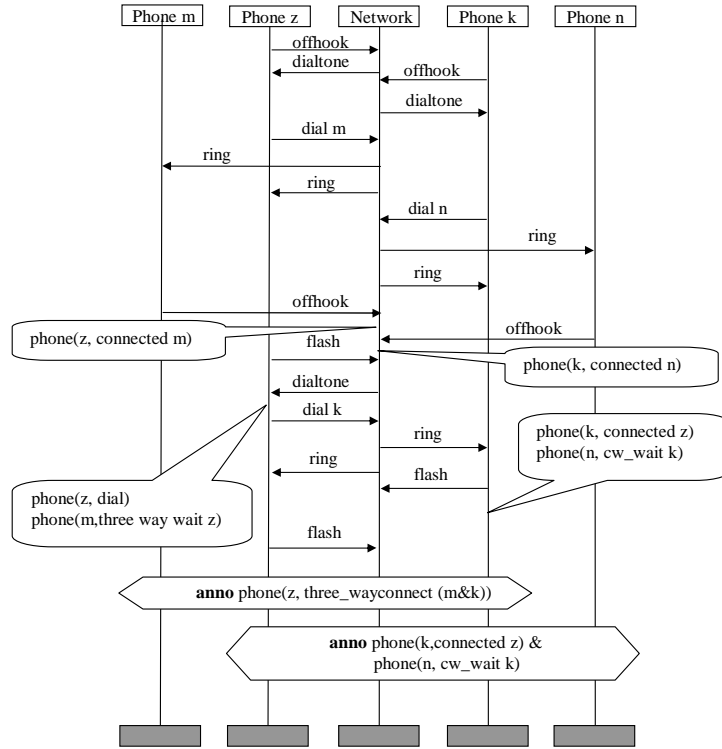 Phone m Phone z Network Phone k Phone n
offhook
dialtone
offhook
dialtone
dial m
ring
ring
dial n
ring
ring
offhook
phone(z, connected m)
offhook
flash
phone(k, connected n)
dialtone
dial k
ring
phone(k, connected z)
phone(n, cw_wait k)
ring
flash
phone(z, dial)
phone(m,three way wait z)
flash
anno phone(z, three_wayconnect (m&k))
anno phone(k,connected z) &
phone(n, cw_wait k)